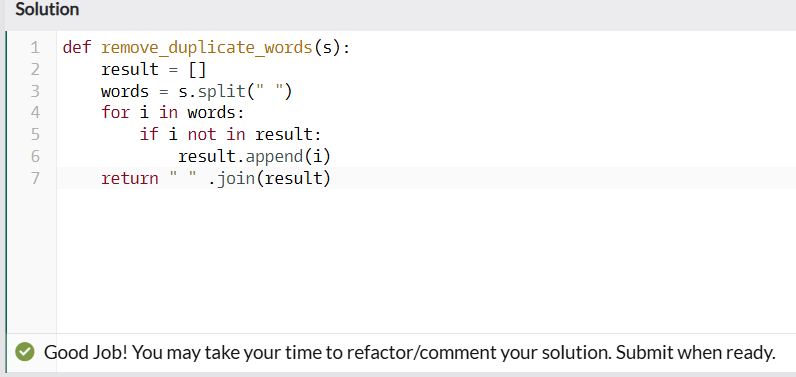 Solution
1 def remove_duplicate_words(s):
2     result = []
3     words = s.split(" ")
4     for i in words:
5         if i not in result:
6             result.append(i)
7     return " " .join(result)
Good Job! You may take your time to refactor/comment your solution. Submit when ready.